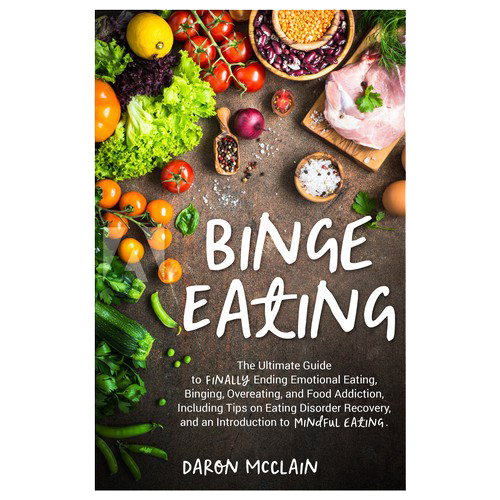 BINGE
EATING
The Ultimate Guide
to FINALLY Ending Emotional Eating,
Binging, Overeating, and Food Addiction,
Including Tips on Eating Disorder Recovery,
and an Introduction to MINDFUL EATING.
DARON MCCLAIN